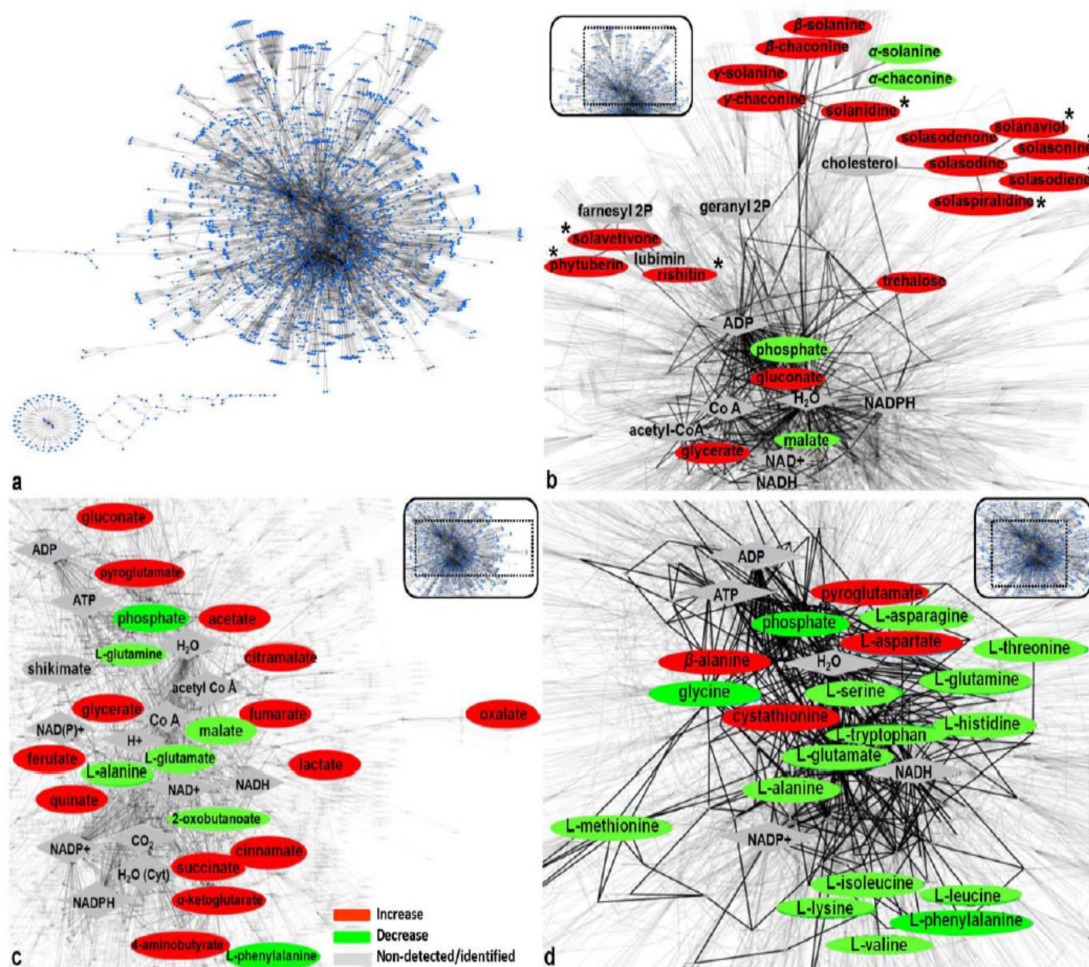 β-solanine
β-chaconine
α-solanine
γ-solanine
α-chaconine
γ-chaconine
solanidine *
solanaviol *
solasodenone
solasonine
cholesterol
solasodine
solasodiene
solaspiralidine *
farnesyl 2P
geranyl 2P
* solavetivone
* phytuberin
lubimin
rishitin *
trehalose
ADP
phosphate
gluconate
H2O
NADPH
Co A
acetyl-CoA
malate
glycerate
NAD+
NADH
a
b
gluconate
ADP
pyroglutamate
ATP
phosphate
acetate
L-glutamine
H2O
citramalate
shikimate
acetyl Co A
glycerate
Co A
fumarate
oxalate
NAD(P)+
malate
H+
ferulate
L-glutamate
lactate
L-alanine
NADH
NAD+
quinate
2-oxobutanoate
CO2
NADP+
cinnamate
succinate
H2O (Cyt)
NADPH
α-ketoglutarate
Increase
Decrease
4-aminobutyrate
L-phenylalanine
Non-detected/identified
c
ADP
ATP
pyroglutamate
L-asparagine
phosphate
L-aspartate
L-threonine
β-alanine
H2O
L-glutamine
glycine
L-serine
cystathionine
L-histidine
L-tryptophan
L-glutamate
NADH
L-alanine
L-methionine
NADP+
L-isoleucine
L-leucine
L-lysine
L-phenylalanine
L-valine
d